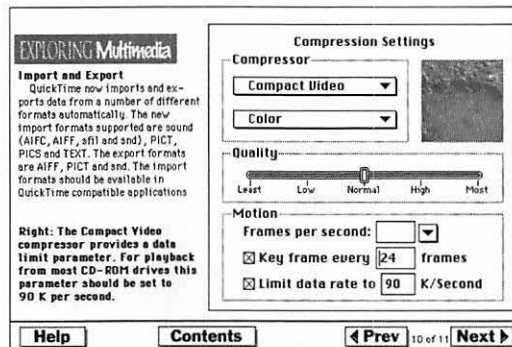 EXPLORING Multimedia
Import and Export
QuickTime now imports and ex-
ports data from a number of different
formats automatically. The new
import formats supported are sound
(AIFC, AIFF, sfil and snd), PICT,
PICS and TEXT. The export formats
are AIFF, PICT and snd. The import
formats should be available in
QuickTime compatible applications
Right: The Compact Video
compressor provides a data
limit parameter. For playback
from most CD-ROM drives this
parameter should be set to
90 K per second.
Compression Settings
Compressor
Compact Video
Color
Quality
Least Low Normal High Most
Motion
Frames per second:
Key frame every 24 frames
Limit data rate to 90 K/Second
Help Contents Prev 10 of 11 Next